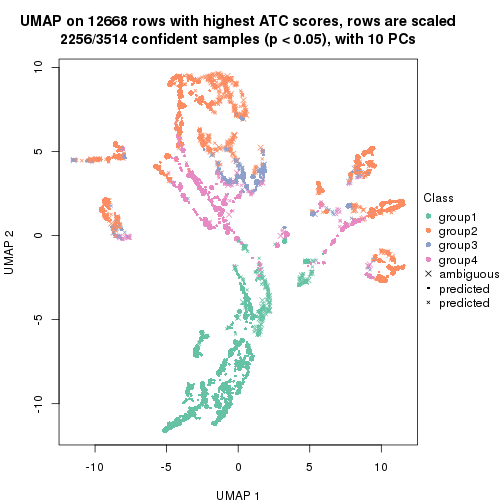 UMAP on 12668 rows with highest ATC scores, rows are scaled
2256/3514 confident samples (p < 0.05), with 10 PCs
10
5
0
-5
-10
UMAP 2
-10
-5
0
5
10
UMAP 1
Class
group1
group2
group3
group4
ambiguous
predicted
predicted